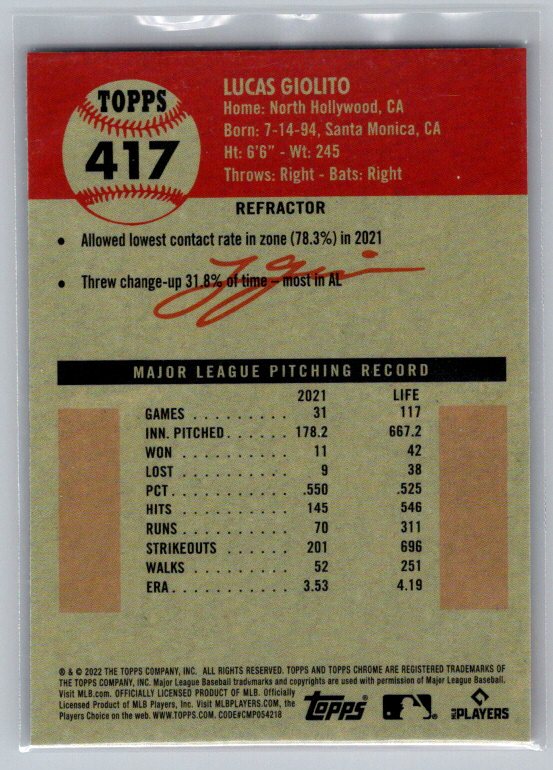 TOPPS
417
LUCAS GIOLITO
Home: North Hollywood, CA
Born: 7-14-94, Santa Monica, CA
Ht: 6'6" - Wt: 245
Throws: Right - Bats: Right
REFRACTOR
• Allowed lowest contact rate in zone (78.3%) in 2021
• Threw change-up 31.8% of time – most in AL
MAJOR LEAGUE PITCHING RECORD
2021 LIFE
GAMES . . . . . . . . . . 31 117
INN. PITCHED . . . . . . . 178.2 667.2
WON . . . . . . . . . . 11 42
LOST . . . . . . . . . . 9 38
PCT . . . . . . . . . . .550 .525
HITS . . . . . . . . . . 145 546
RUNS . . . . . . . . . . 70 311
STRIKEOUTS . . . . . . . 201 696
WALKS . . . . . . . . . . 52 251
ERA . . . . . . . . . . 3.53 4.19
® & © 2022 THE TOPPS COMPANY, INC. ALL RIGHTS RESERVED. TOPPS AND TOPPS CHROME ARE REGISTERED TRADEMARKS OF
THE TOPPS COMPANY, INC. Major League Baseball trademarks and copyrights are used with permission of Major League Baseball.
Visit MLB.com. OFFICIALLY LICENSED PRODUCT OF MLB. Officially
Licensed Product of MLB Players, Inc. Visit MLBPLAYERS.COM, the
Players Choice on the web. WWW.TOPPS.COM. CODE#CMP054218
Topps
MLB PLAYERS